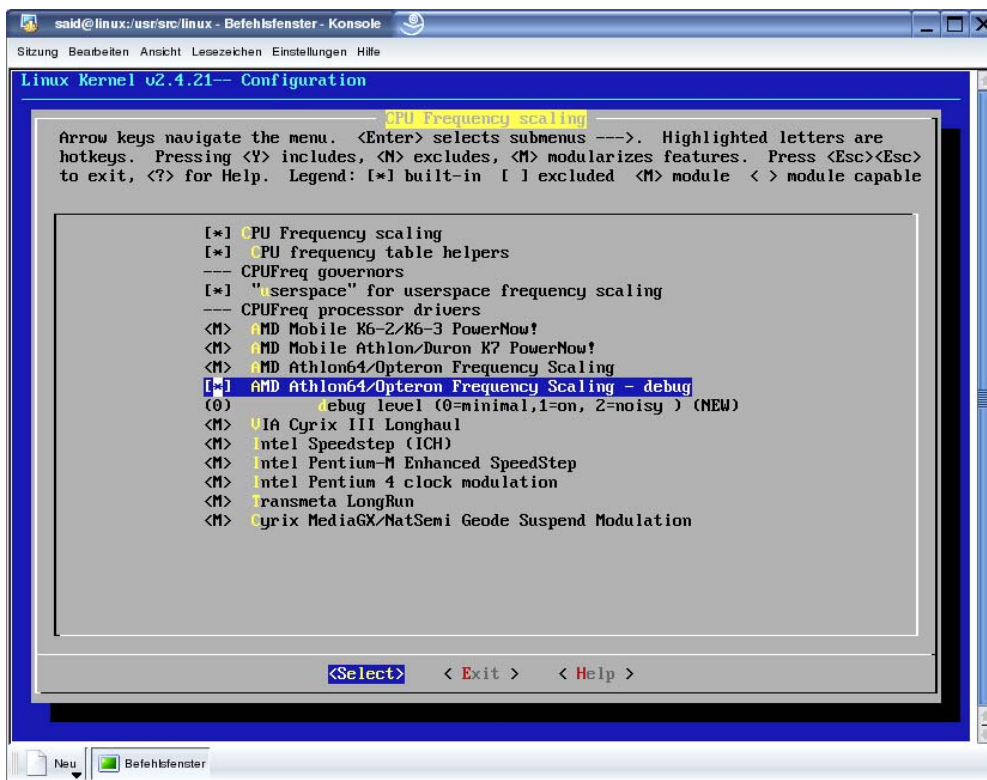 said@linux:/usr/src/linux - Befehlsfenster - Konsole
Sitzung Bearbeiten Ansicht Lesezeichen Einstellungen Hilfe
Linux Kernel v2.4.21-- Configuration
CPU Frequency scaling
Arrow keys navigate the menu. <Enter> selects submenus --->. Highlighted letters are
hotkeys. Pressing <Y> includes, <N> excludes, <M> modularizes features. Press <Esc><Esc>
to exit, <?> for Help. Legend: [*] built-in [ ] excluded <M> module < > module capable
[*] CPU Frequency scaling
[*] CPU frequency table helpers
--- CPUFreq governors
[*] "userspace" for userspace frequency scaling
--- CPUFreq processor drivers
<M> AMD Mobile K6-2/K6-3 PowerNow!
<M> AMD Mobile Athlon/Duron K7 PowerNow!
<M> AMD Athlon64/Opteron Frequency Scaling
[*] AMD Athlon64/Opteron Frequency Scaling - debug
(0) debug level (0=minimal,1=on, 2=noisy ) (NEW)
<M> VIA Cyrix III Longhaul
<M> Intel Speedstep (ICH)
<M> Intel Pentium-M Enhanced SpeedStep
<M> Intel Pentium 4 clock modulation
<M> Transmeta LongRun
<M> Cyrix MediaGX/NatSemi Geode Suspend Modulation
<Select> < Exit > < Help >
Neu Befehlsfenster